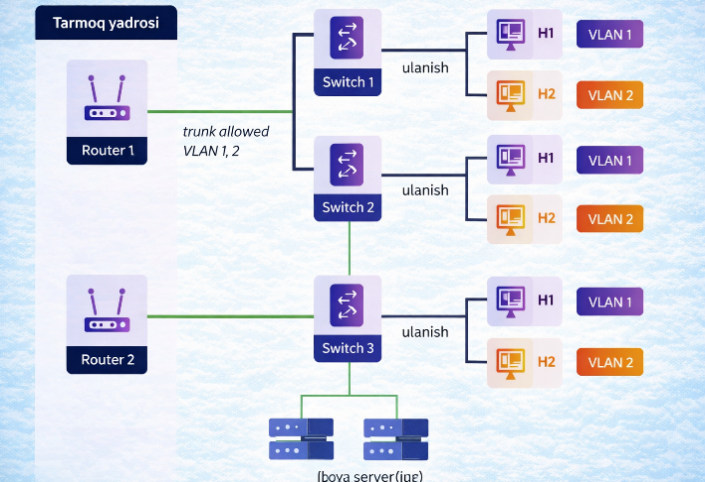 Tarmoq yadrosi
Router 1
trunk allowed
VLAN 1, 2
Switch 1
ulanish
H1
VLAN 1
H2
VLAN 2
Switch 2
ulanish
H1
VLAN 1
H2
VLAN 2
Router 2
Switch 3
ulanish
H1
VLAN 1
H2
VLAN 2